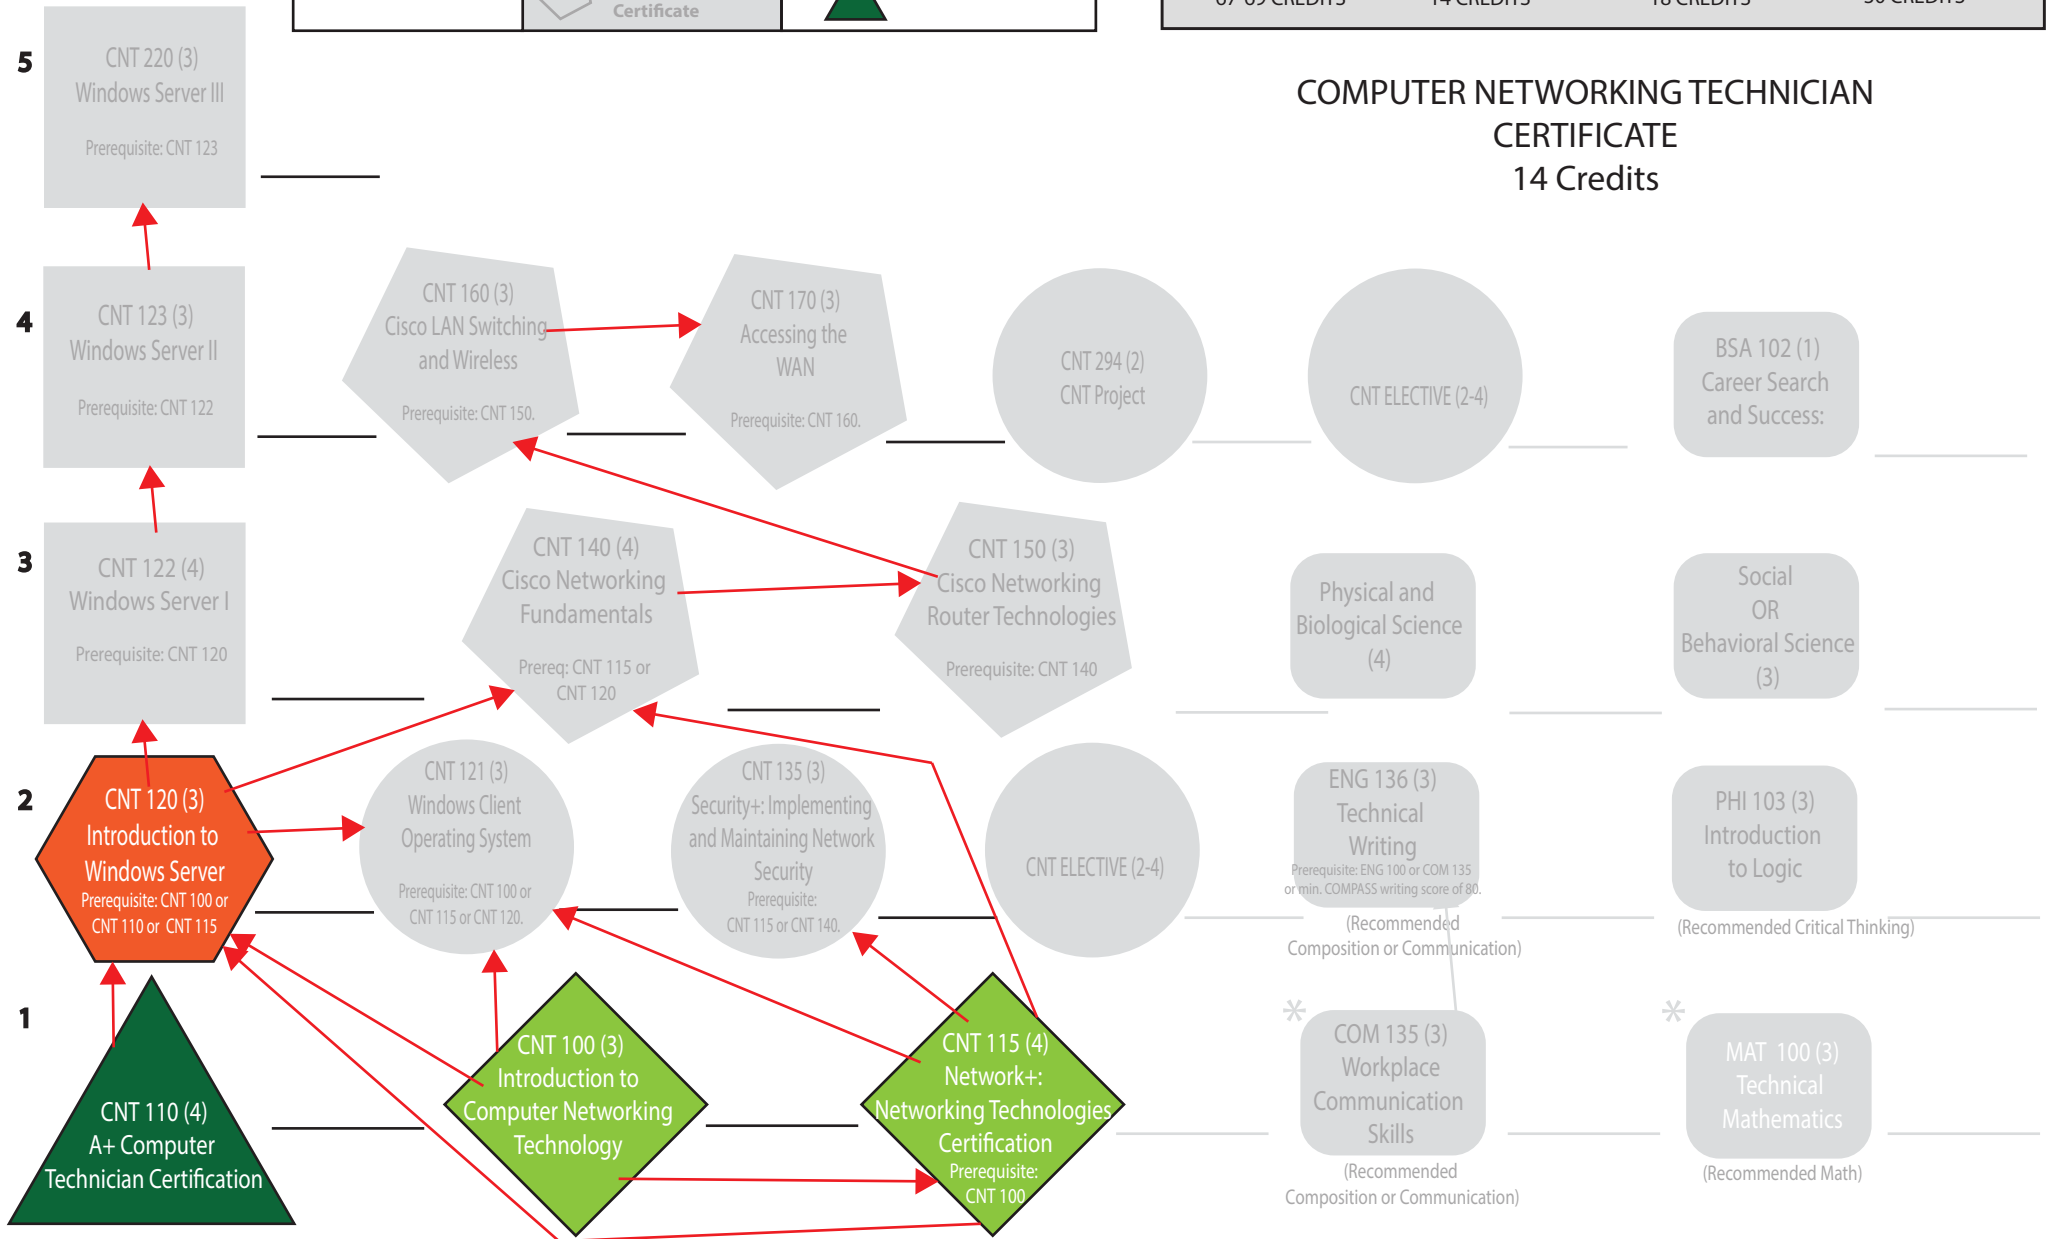 Certificate
67-69 CREDITS
14 CREDITS
18 CREDITS
COMPUTER NETWORKING TECHNICIAN
CERTIFICATE
14 Credits
5
CNT 220 (3)
Windows Server III
Prerequisite: CNT 123
4
CNT 123 (3)
Windows Server II
Prerequisite: CNT 122
CNT 160 (3)
Cisco LAN Switching
and Wireless
Prerequisite: CNT 150.
CNT 170 (3)
Accessing the
WAN
Prerequisite: CNT 160.
CNT 294 (2)
CNT Project
CNT ELECTIVE (2-4)
BSA 102 (1)
Career Search
and Success:
3
CNT 122 (4)
Windows Server I
Prerequisite: CNT 120
CNT 140 (4)
Cisco Networking
Fundamentals
Prereq: CNT 115 or
CNT 120
CNT 150 (3)
Cisco Networking
Router Technologies
Prerequisite: CNT 140
Physical and
Biological Science
(4)
Social
OR
Behavioral Science
(3)
2
CNT 120 (3)
Introduction to
Windows Server
Prerequisite: CNT 100 or
CNT 110 or CNT 115
CNT 121 (3)
Windows Client
Operating System
Prerequisite: CNT 100 or
CNT 115 or CNT 120.
CNT 135 (3)
Security+: Implementing
and Maintaining Network
Security
Prerequisite:
CNT 115 or CNT 140.
CNT ELECTIVE (2-4)
ENG 136 (3)
Technical
Writing
Prerequisite: ENG 100 or COM 135
or min. COMPASS writing score of 80.
(Recommended
Composition or Communication)
PHI 103 (3)
Introduction
to Logic
(Recommended Critical Thinking)
1
CNT 110 (4)
A+ Computer
Technician Certification
CNT 100 (3)
Introduction to
Computer Networking
Technology
CNT 115 (4)
Network+:
Networking Technologies
Certification
Prerequisite:
CNT 100
*
COM 135 (3)
Workplace
Communication
Skills
(Recommended
Composition or Communication)
*
MAT 100 (3)
Technical
Mathematics
(Recommended Math)